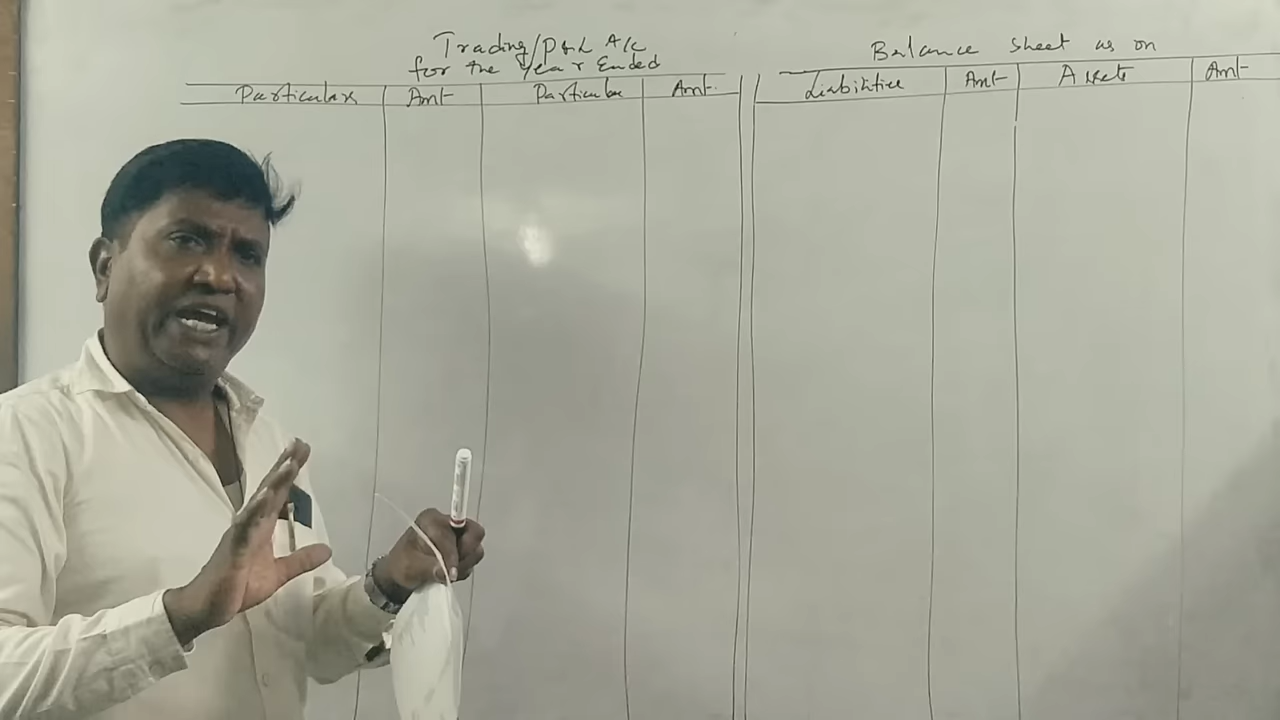 Trading/P&L A/c
for the Year Ended
Particulars Amt Particular Amt.
Balance sheet as on
Liabilities Amt Assets Amt